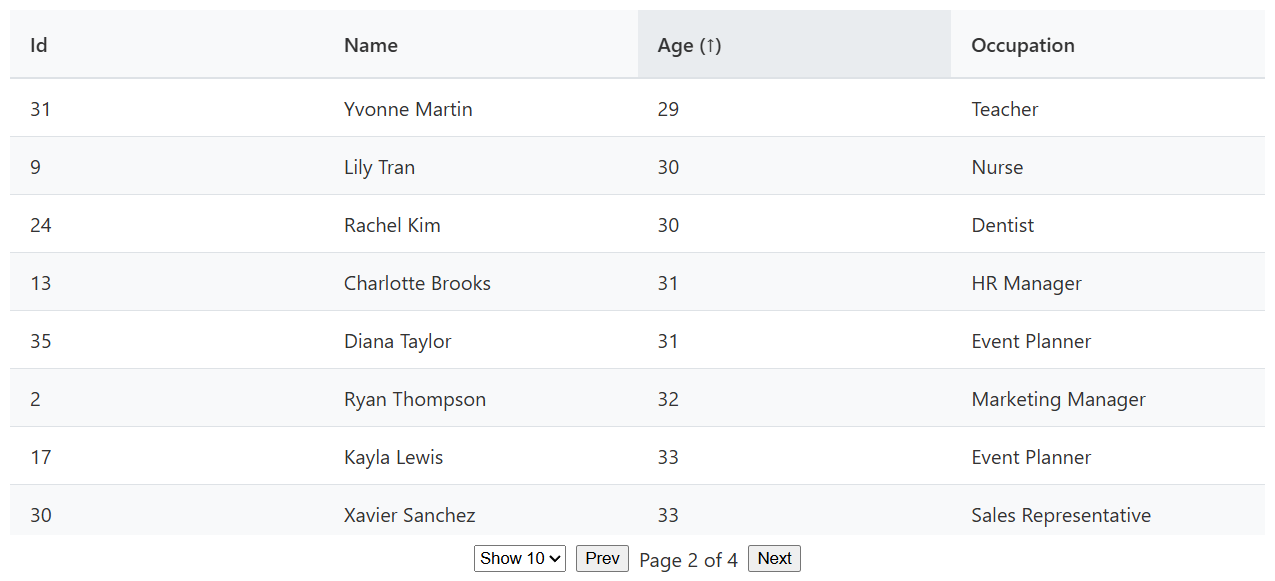 Id Name Age (↑) Occupation
31 Yvonne Martin 29 Teacher
9 Lily Tran 30 Nurse
24 Rachel Kim 30 Dentist
13 Charlotte Brooks 31 HR Manager
35 Diana Taylor 31 Event Planner
2 Ryan Thompson 32 Marketing Manager
17 Kayla Lewis 33 Event Planner
30 Xavier Sanchez 33 Sales Representative
Show 10 Prev Page 2 of 4 Next